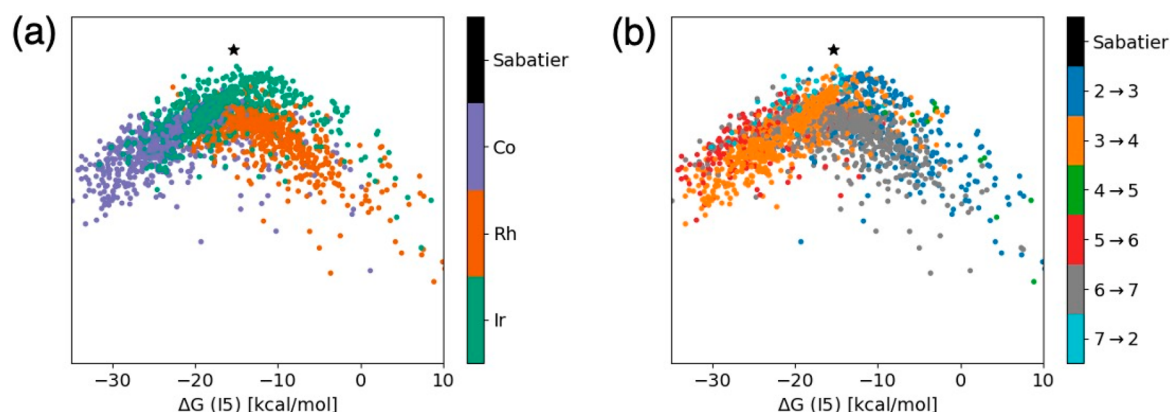 (a)
Sabatier
Co
Rh
Ir
−30 −20 −10 0 10
ΔG (I5) [kcal/mol]
(b)
Sabatier
2→3
3→4
4→5
5→6
6→7
7→2
−30 −20 −10 0 10
ΔG (I5) [kcal/mol]